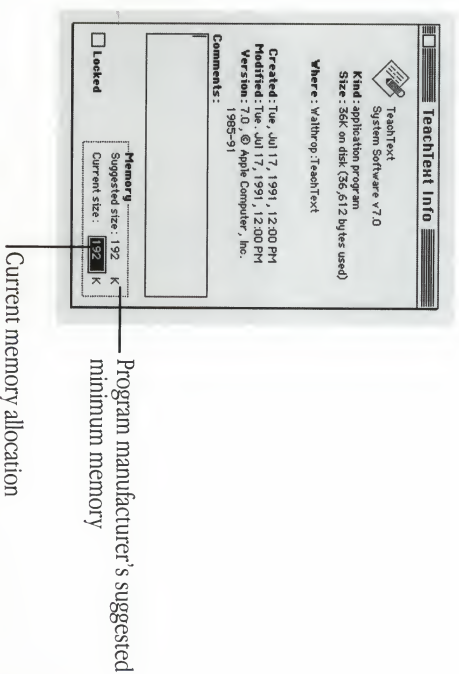 TeachText Info
TeachText
System Software v7.0
Kind: application program
Size: 36K on disk (36,612 bytes used)
Where: Walthrop:TeachText
Created: Tue, Jul 17, 1991, 12:00 PM
Modified: Tue, Jul 17, 1991, 12:00 PM
Version: 7.0, © Apple Computer, Inc.
1985-91
Comments:
Locked
Memory
Suggested size: 192 K
Current size: 192 K
Program manufacturer's suggested
minimum memory
Current memory allocation